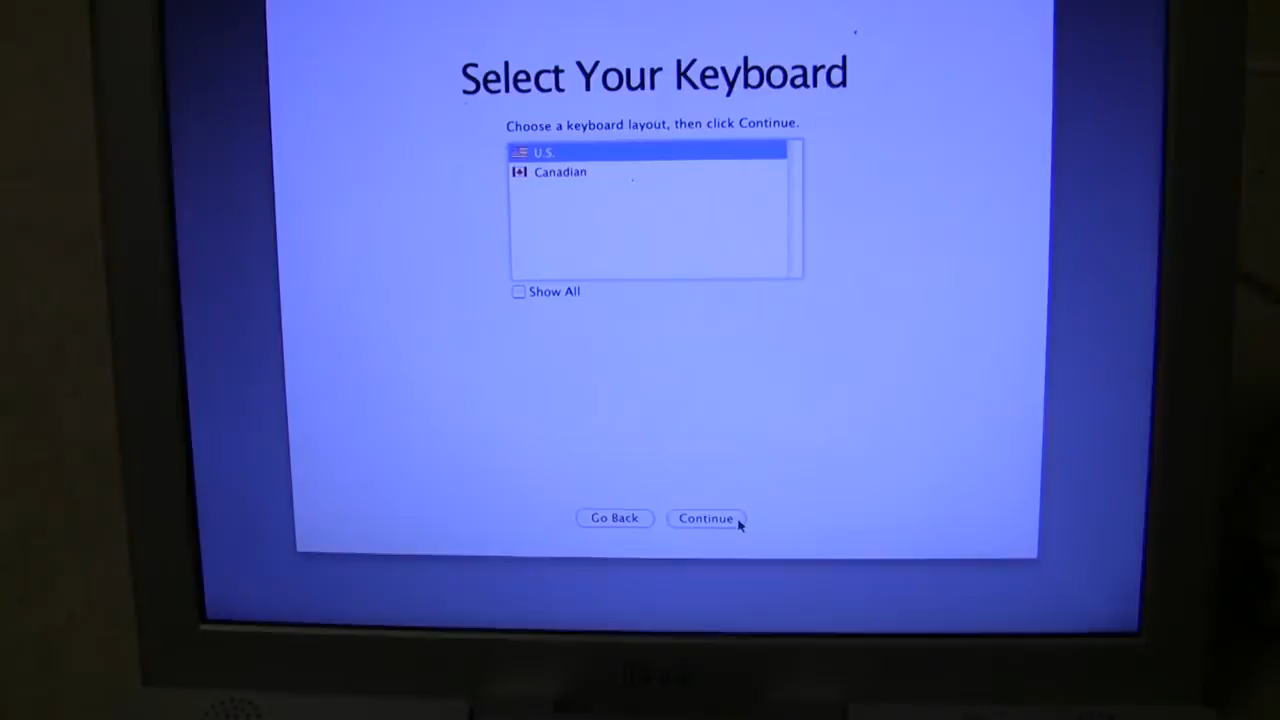 Select Your Keyboard
Choose a keyboard layout, then click Continue.
U.S.
Canadian
Show All
Go Back
Continue